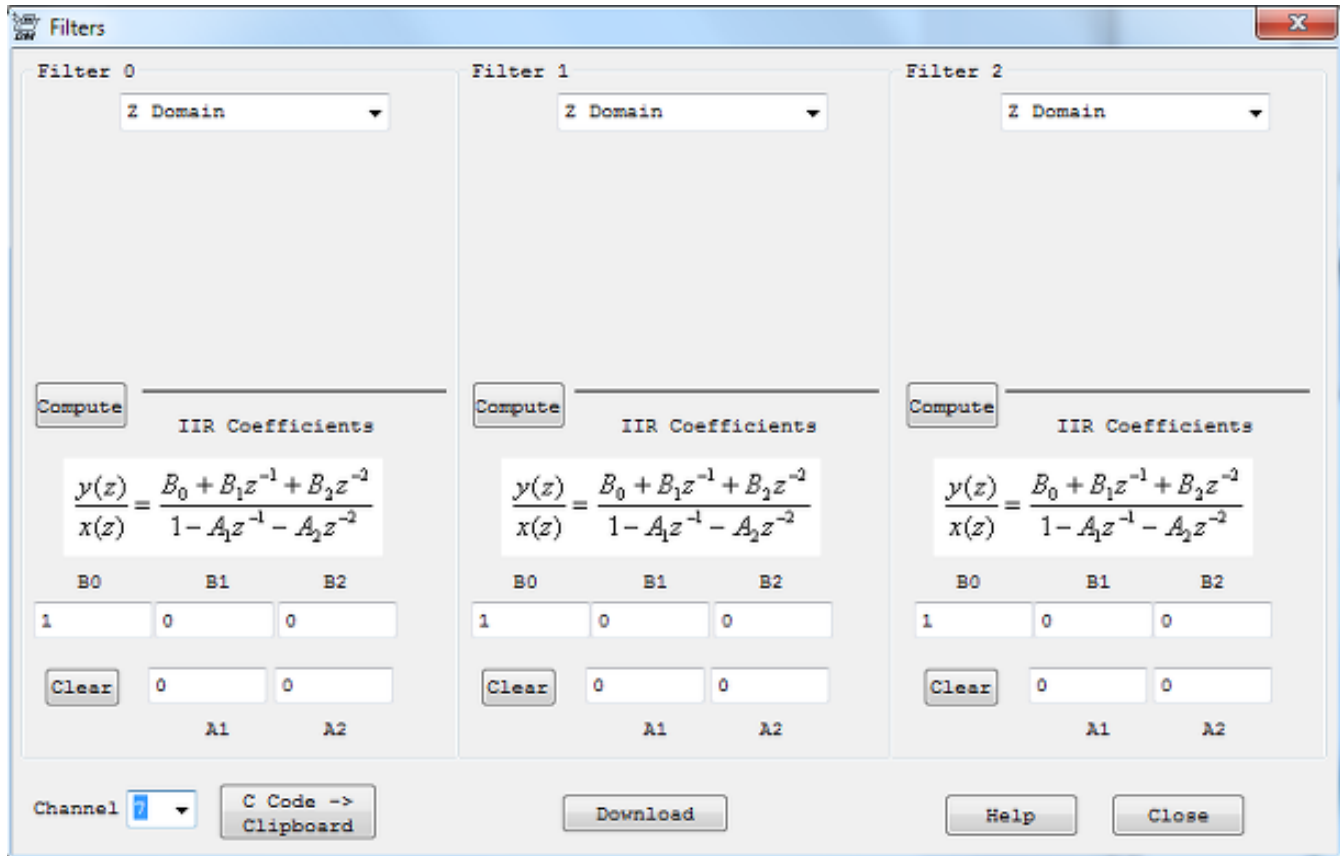 Filters
Filter 0
Z Domain
Compute
IIR Coefficients
y(z)/x(z) = (B₀ + B₁z⁻¹ + B₂z⁻²)/(1 − A₁z⁻¹ − A₂z⁻²)
B0 B1 B2
1 0 0
Clear 0 0
A1 A2
Filter 1
Z Domain
Compute
IIR Coefficients
y(z)/x(z) = (B₀ + B₁z⁻¹ + B₂z⁻²)/(1 − A₁z⁻¹ − A₂z⁻²)
B0 B1 B2
1 0 0
Clear 0 0
A1 A2
Filter 2
Z Domain
Compute
IIR Coefficients
y(z)/x(z) = (B₀ + B₁z⁻¹ + B₂z⁻²)/(1 − A₁z⁻¹ − A₂z⁻²)
B0 B1 B2
1 0 0
Clear 0 0
A1 A2
Channel 7
C Code ->
Clipboard
Download
Help
Close